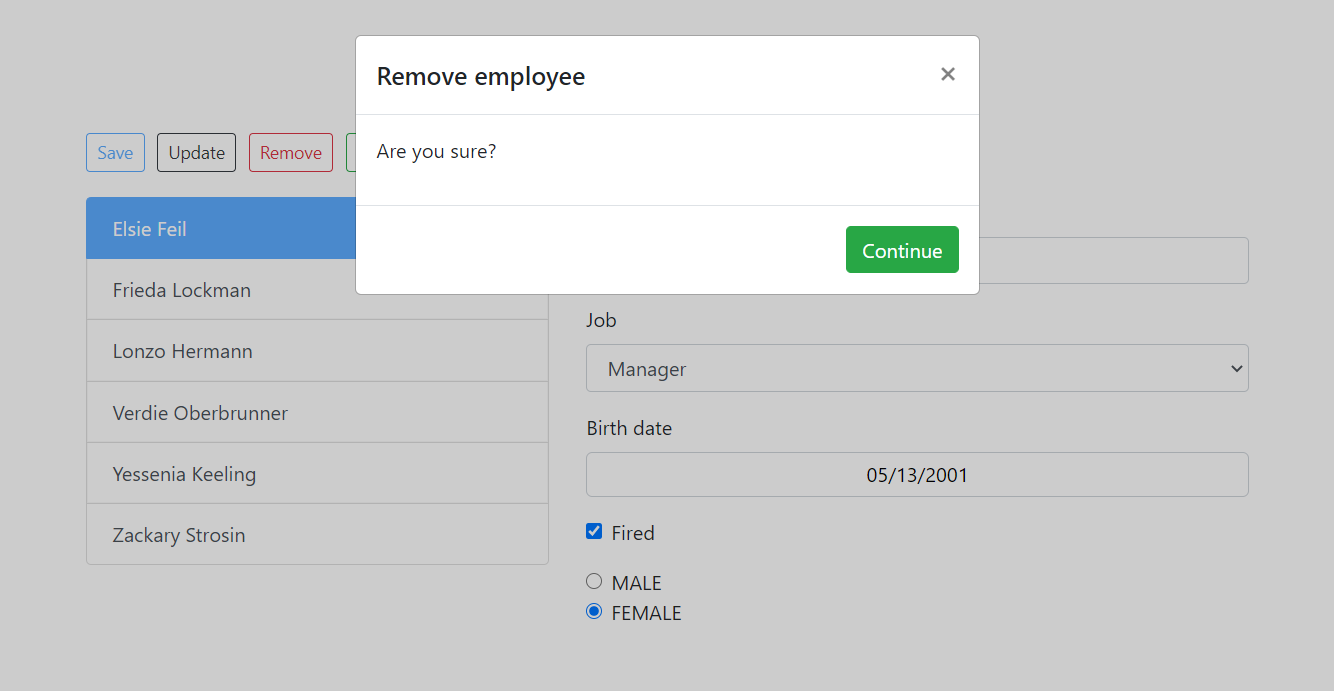 Remove employee
×
Are you sure?
Continue
Save Update Remove
Elsie Feil
Frieda Lockman
Lonzo Hermann
Verdie Oberbrunner
Yessenia Keeling
Zackary Strosin
Job
Manager
Birth date
05/13/2001
Fired
MALE
FEMALE